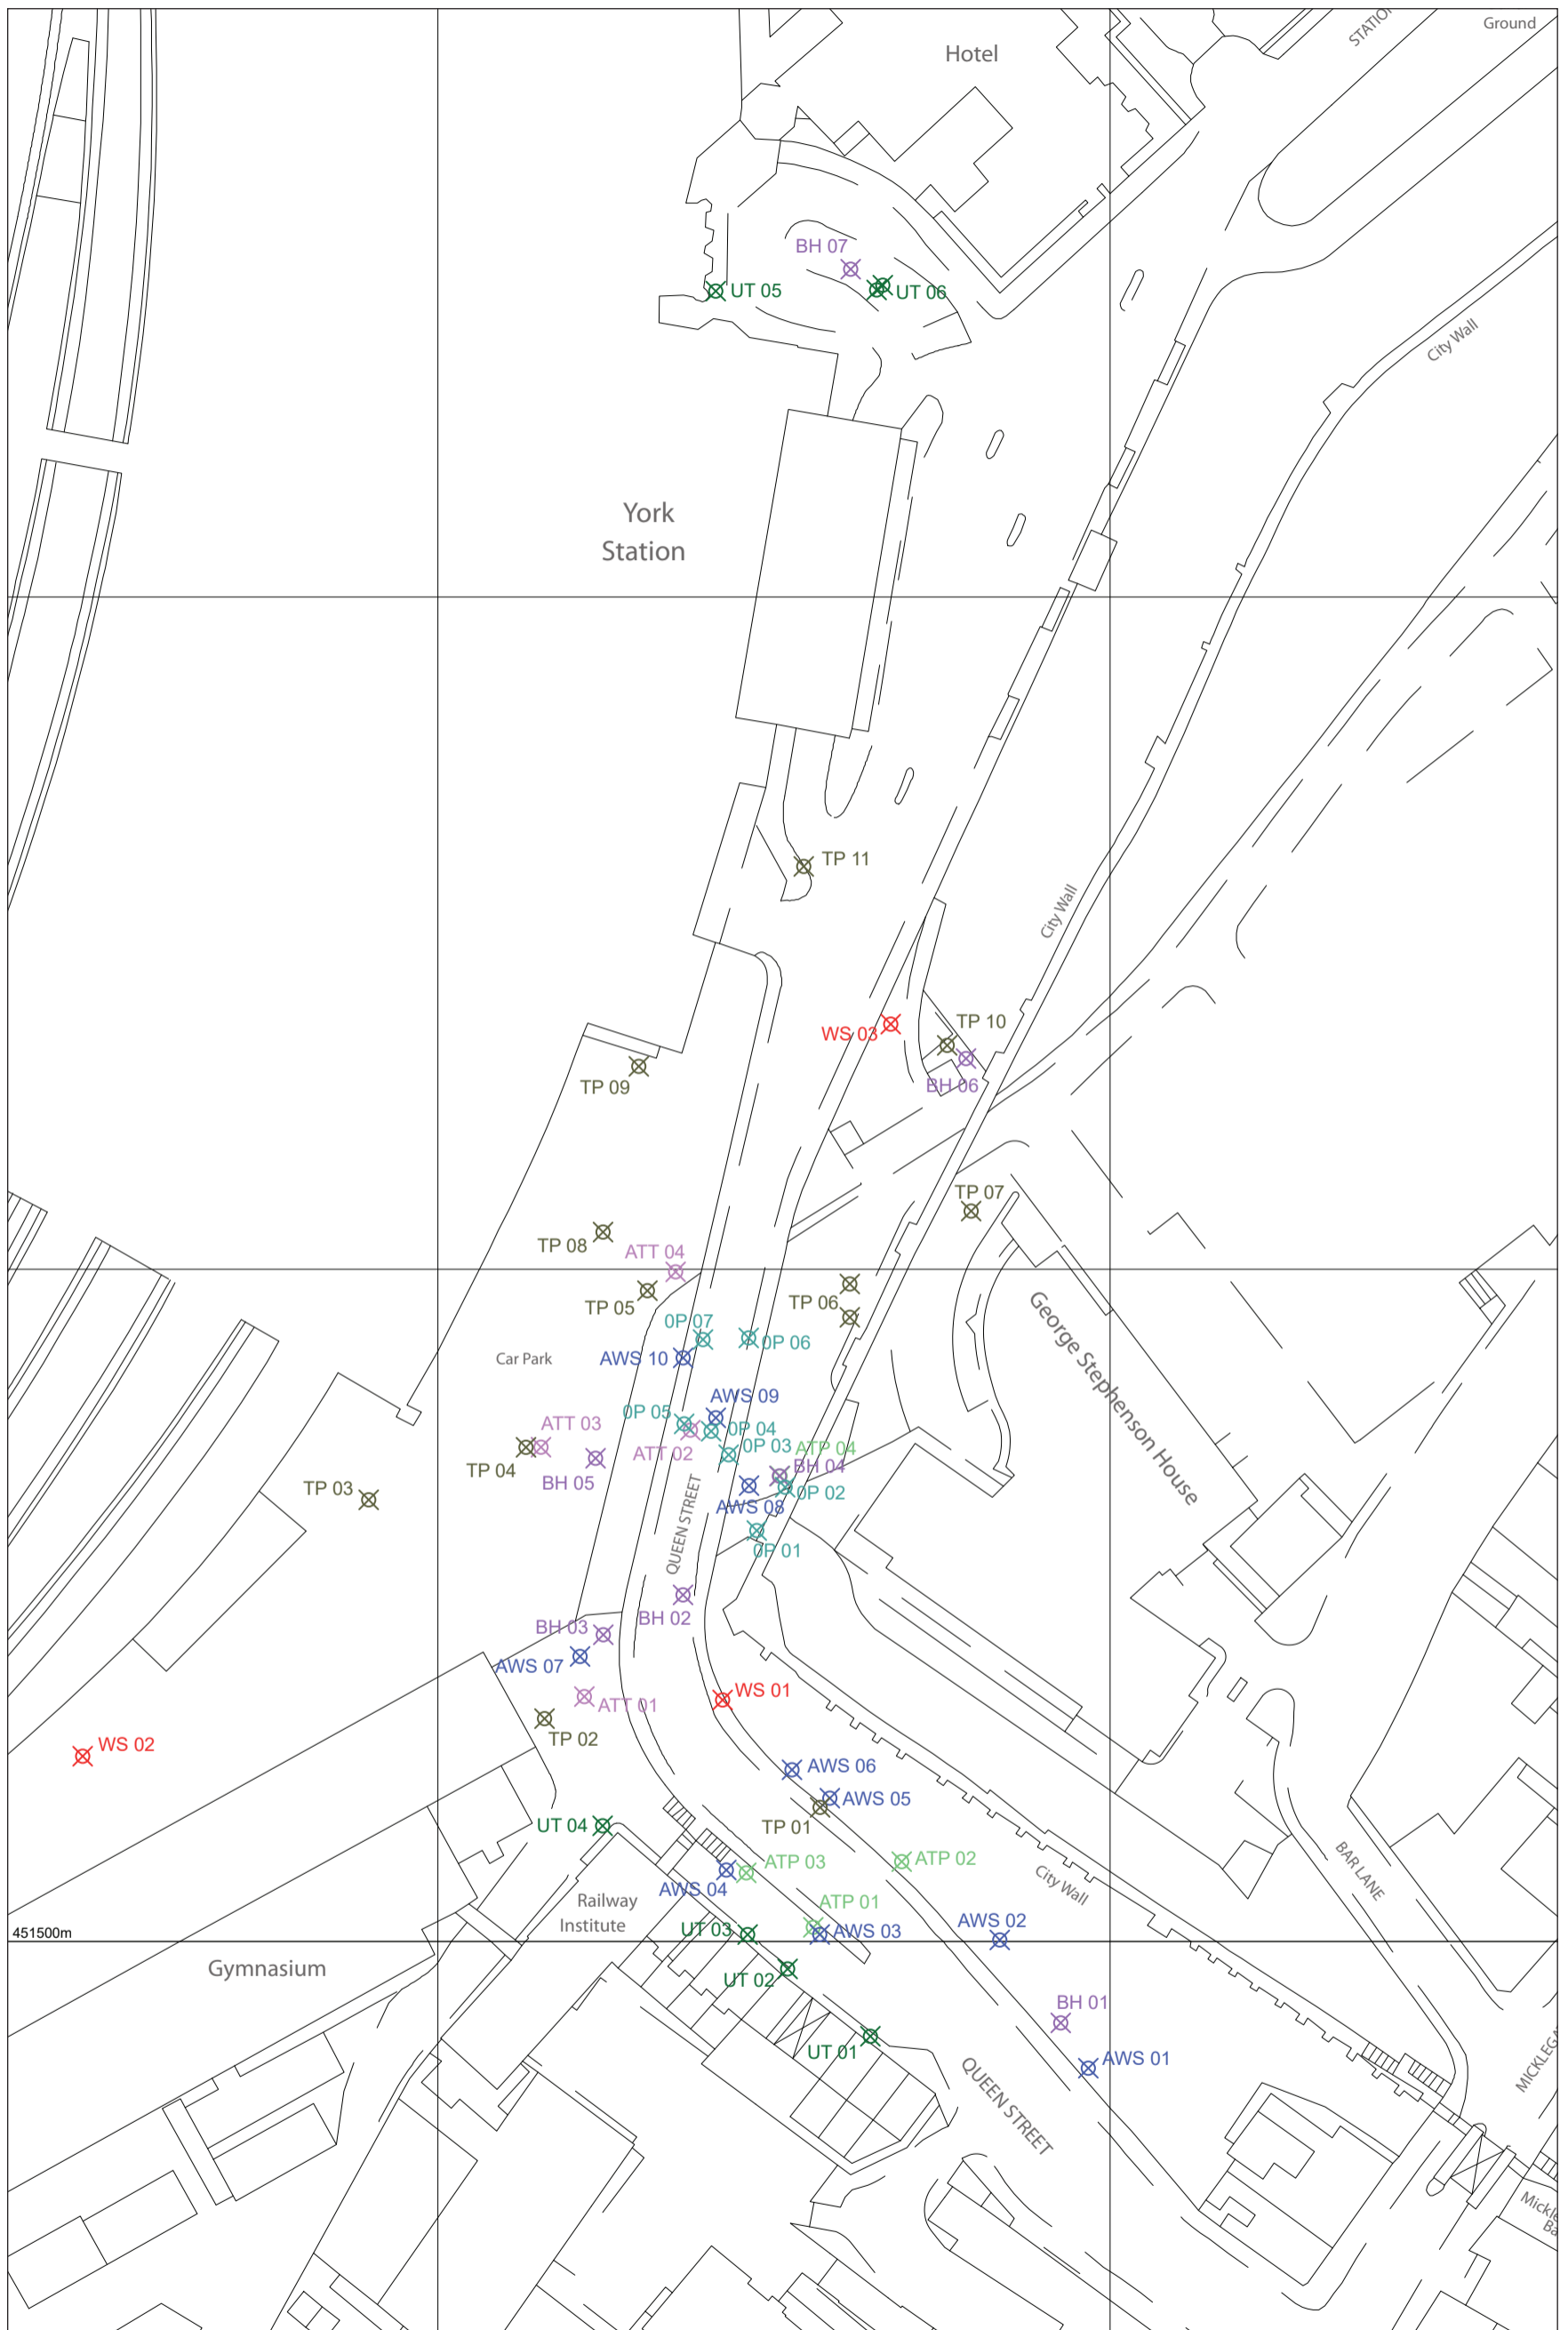 Ground
STATION
Hotel
BH 07
UT 05
UT 06
City Wall
York
Station
TP 11
City Wall
WS 03
TP 10
BH 06
TP 09
TP 07
TP 08
ATT 04
TP 05
TP 06
George Stephenson House
0P 07
0P 06
Car Park
AWS 10
AWS 09
0P 05
0P 04
ATT 03
ATT 02
0P 03
ATP 04
TP 04
BH 05
BH 04
TP 03
0P 02
AWS 08
QUEEN STREET
0P 01
BH 02
BH 03
AWS 07
WS 01
ATT 01
TP 02
WS 02
AWS 06
AWS 05
UT 04
TP 01
BAR LANE
ATP 03
ATP 02
AWS 04
City Wall
Railway
Institute
ATP 01
AWS 02
451500m
UT 03
AWS 03
Gymnasium
UT 02
BH 01
UT 01
AWS 01
QUEEN STREET
MICKLEGA
Mickle
Ba